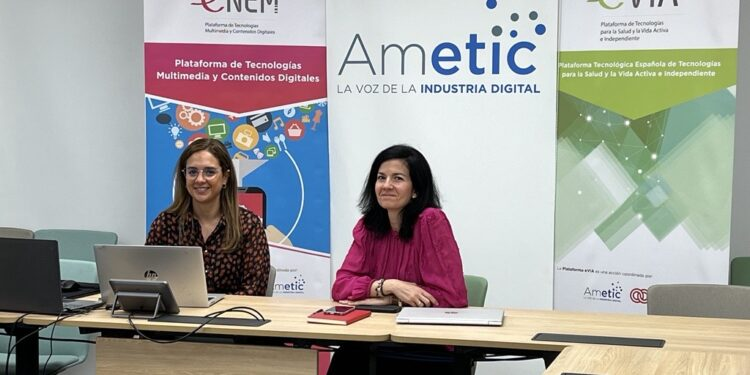 eNEM
Plataforma de Tecnologías
Multimedia y Contenidos Digitales
Plataforma de Tecnologías
Multimedia y Contenidos Digitales
Ametic
LA VOZ DE LA INDUSTRIA DIGITAL
eVIA
Plataforma de Tecnologías
para la Salud y la Vida Activa
e Independiente
Plataforma Tecnológica Española de Tecnologías
para la Salud y la Vida Activa y Independiente
Ametic
La Plataforma eVIA es una acción coordinada por:
Ametic
hp